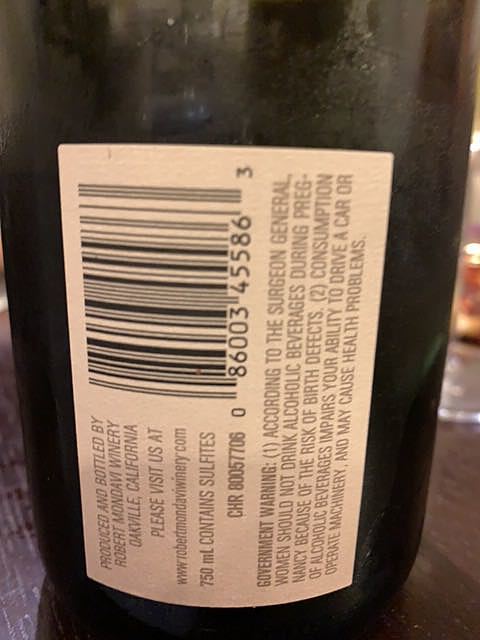 PRODUCED AND BOTTLED BY
ROBERT MONDAVI WINERY
OAKVILLE, CALIFORNIA
PLEASE VISIT US AT
www.robertmondaviwinery.com
750 mL CONTAINS SULFITES
CHR 80057706
0 86003 45586 3
GOVERNMENT WARNING: (1) ACCORDING TO THE SURGEON GENERAL,
WOMEN SHOULD NOT DRINK ALCOHOLIC BEVERAGES DURING PREG-
NANCY BECAUSE OF THE RISK OF BIRTH DEFECTS. (2) CONSUMPTION
OF ALCOHOLIC BEVERAGES IMPAIRS YOUR ABILITY TO DRIVE A CAR OR
OPERATE MACHINERY, AND MAY CAUSE HEALTH PROBLEMS.